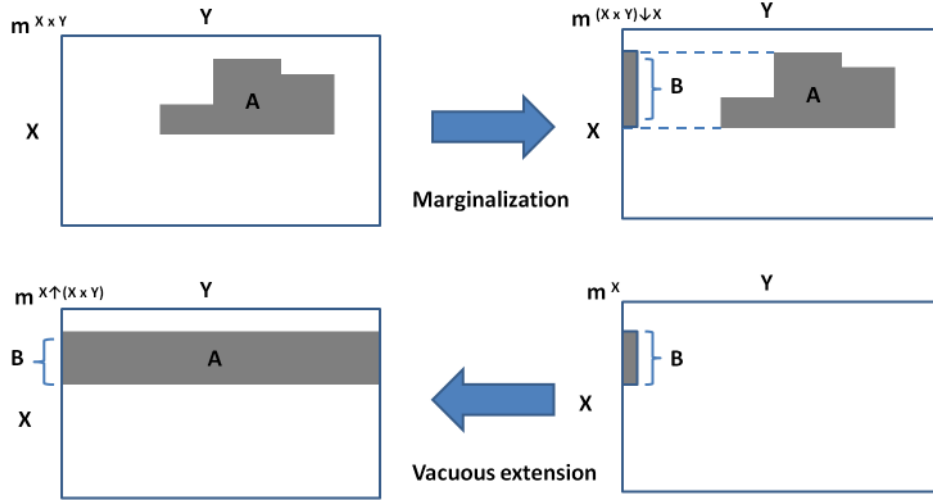 m X x Y
Y
m (X x Y)↓X
Y
A
B
A
X
X
Marginalization
m X↑(X x Y)
Y
m X
Y
B
A
B
X
X
Vacuous extension